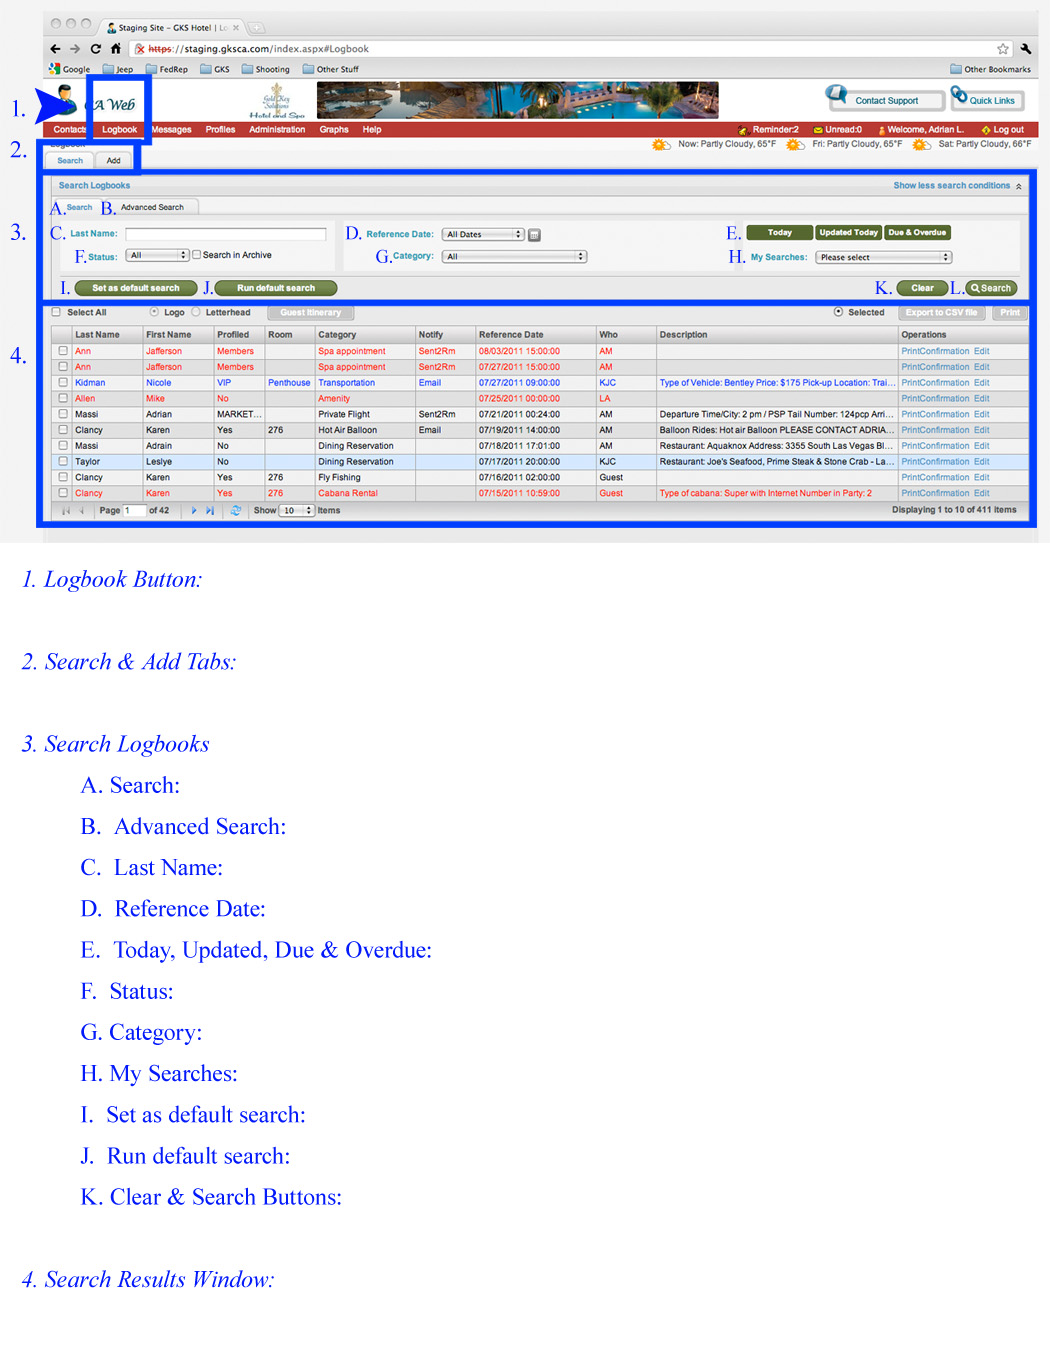 Staging Site – GKS Hotel | Lo
https://staging.gksca.com/index.aspx#Logbook
Google Jeep FedRep GKS Shooting Other Stuff Other Bookmarks
1. CA Web Gold Key Solutions Hotel and Spa Contact Support Quick Links
Contacts Logbook Messages Profiles Administration Graphs Help Reminder:2 Unread:0 Welcome, Adrian L. Log out
2. Logbook Now: Partly Cloudy, 65°F Fri: Partly Cloudy, 65°F Sat: Partly Cloudy, 66°F
Search Add
Search Logbooks Show less search conditions
A. Search B. Advanced Search
3. C. Last Name: D. Reference Date: All Dates E. Today Updated Today Due & Overdue
F. Status: All Search in Archive G. Category: All H. My Searches: Please select
I. Set as default search J. Run default search K. Clear L. Search
Select All Logo Letterhead Guest Itinerary Selected Export to CSV file Print
Last Name First Name Profiled Room Category Notify Reference Date Who Description Operations
4. Ann Jafferson Members Spa appointment Sent2Rm 08/03/2011 15:00:00 AM PrintConfirmation Edit
Ann Jafferson Members Spa appointment Sent2Rm 07/27/2011 15:00:00 AM PrintConfirmation Edit
Kidman Nicole VIP Penthouse Transportation Email 07/27/2011 09:00:00 KJC Type of Vehicle: Bentley Price: $175 Pick-up Location: Trai... PrintConfirmation Edit
Allen Mike No Amenity 07/25/2011 00:00:00 LA PrintConfirmation Edit
Massi Adrian MARKET... Private Flight Sent2Rm 07/21/2011 00:24:00 AM Departure Time/City: 2 pm / PSP Tail Number: 124pcp Arri... PrintConfirmation Edit
Clancy Karen Yes 276 Hot Air Balloon Email 07/19/2011 14:00:00 AM Balloon Rides: Hot air Balloon PLEASE CONTACT ADRIA... PrintConfirmation Edit
Massi Adrain No Dining Reservation 07/18/2011 17:01:00 AM Restaurant: Aquaknox Address: 3355 South Las Vegas Bl... PrintConfirmation Edit
Taylor Leslye No Dining Reservation 07/17/2011 20:00:00 KJC Restaurant: Joe's Seafood, Prime Steak & Stone Crab - La... PrintConfirmation Edit
Clancy Karen Yes 276 Fly Fishing 07/16/2011 02:00:00 Guest PrintConfirmation Edit
Clancy Karen Yes 276 Cabana Rental 07/15/2011 10:59:00 Guest Type of cabana: Super with Internet Number in Party: 2 PrintConfirmation Edit
Page 1 of 42 Show 10 Items Displaying 1 to 10 of 411 items
1. Logbook Button:
2. Search & Add Tabs:
3. Search Logbooks
A. Search:
B. Advanced Search:
C. Last Name:
D. Reference Date:
E. Today, Updated, Due & Overdue:
F. Status:
G. Category:
H. My Searches:
I. Set as default search:
J. Run default search:
K. Clear & Search Buttons:
4. Search Results Window: